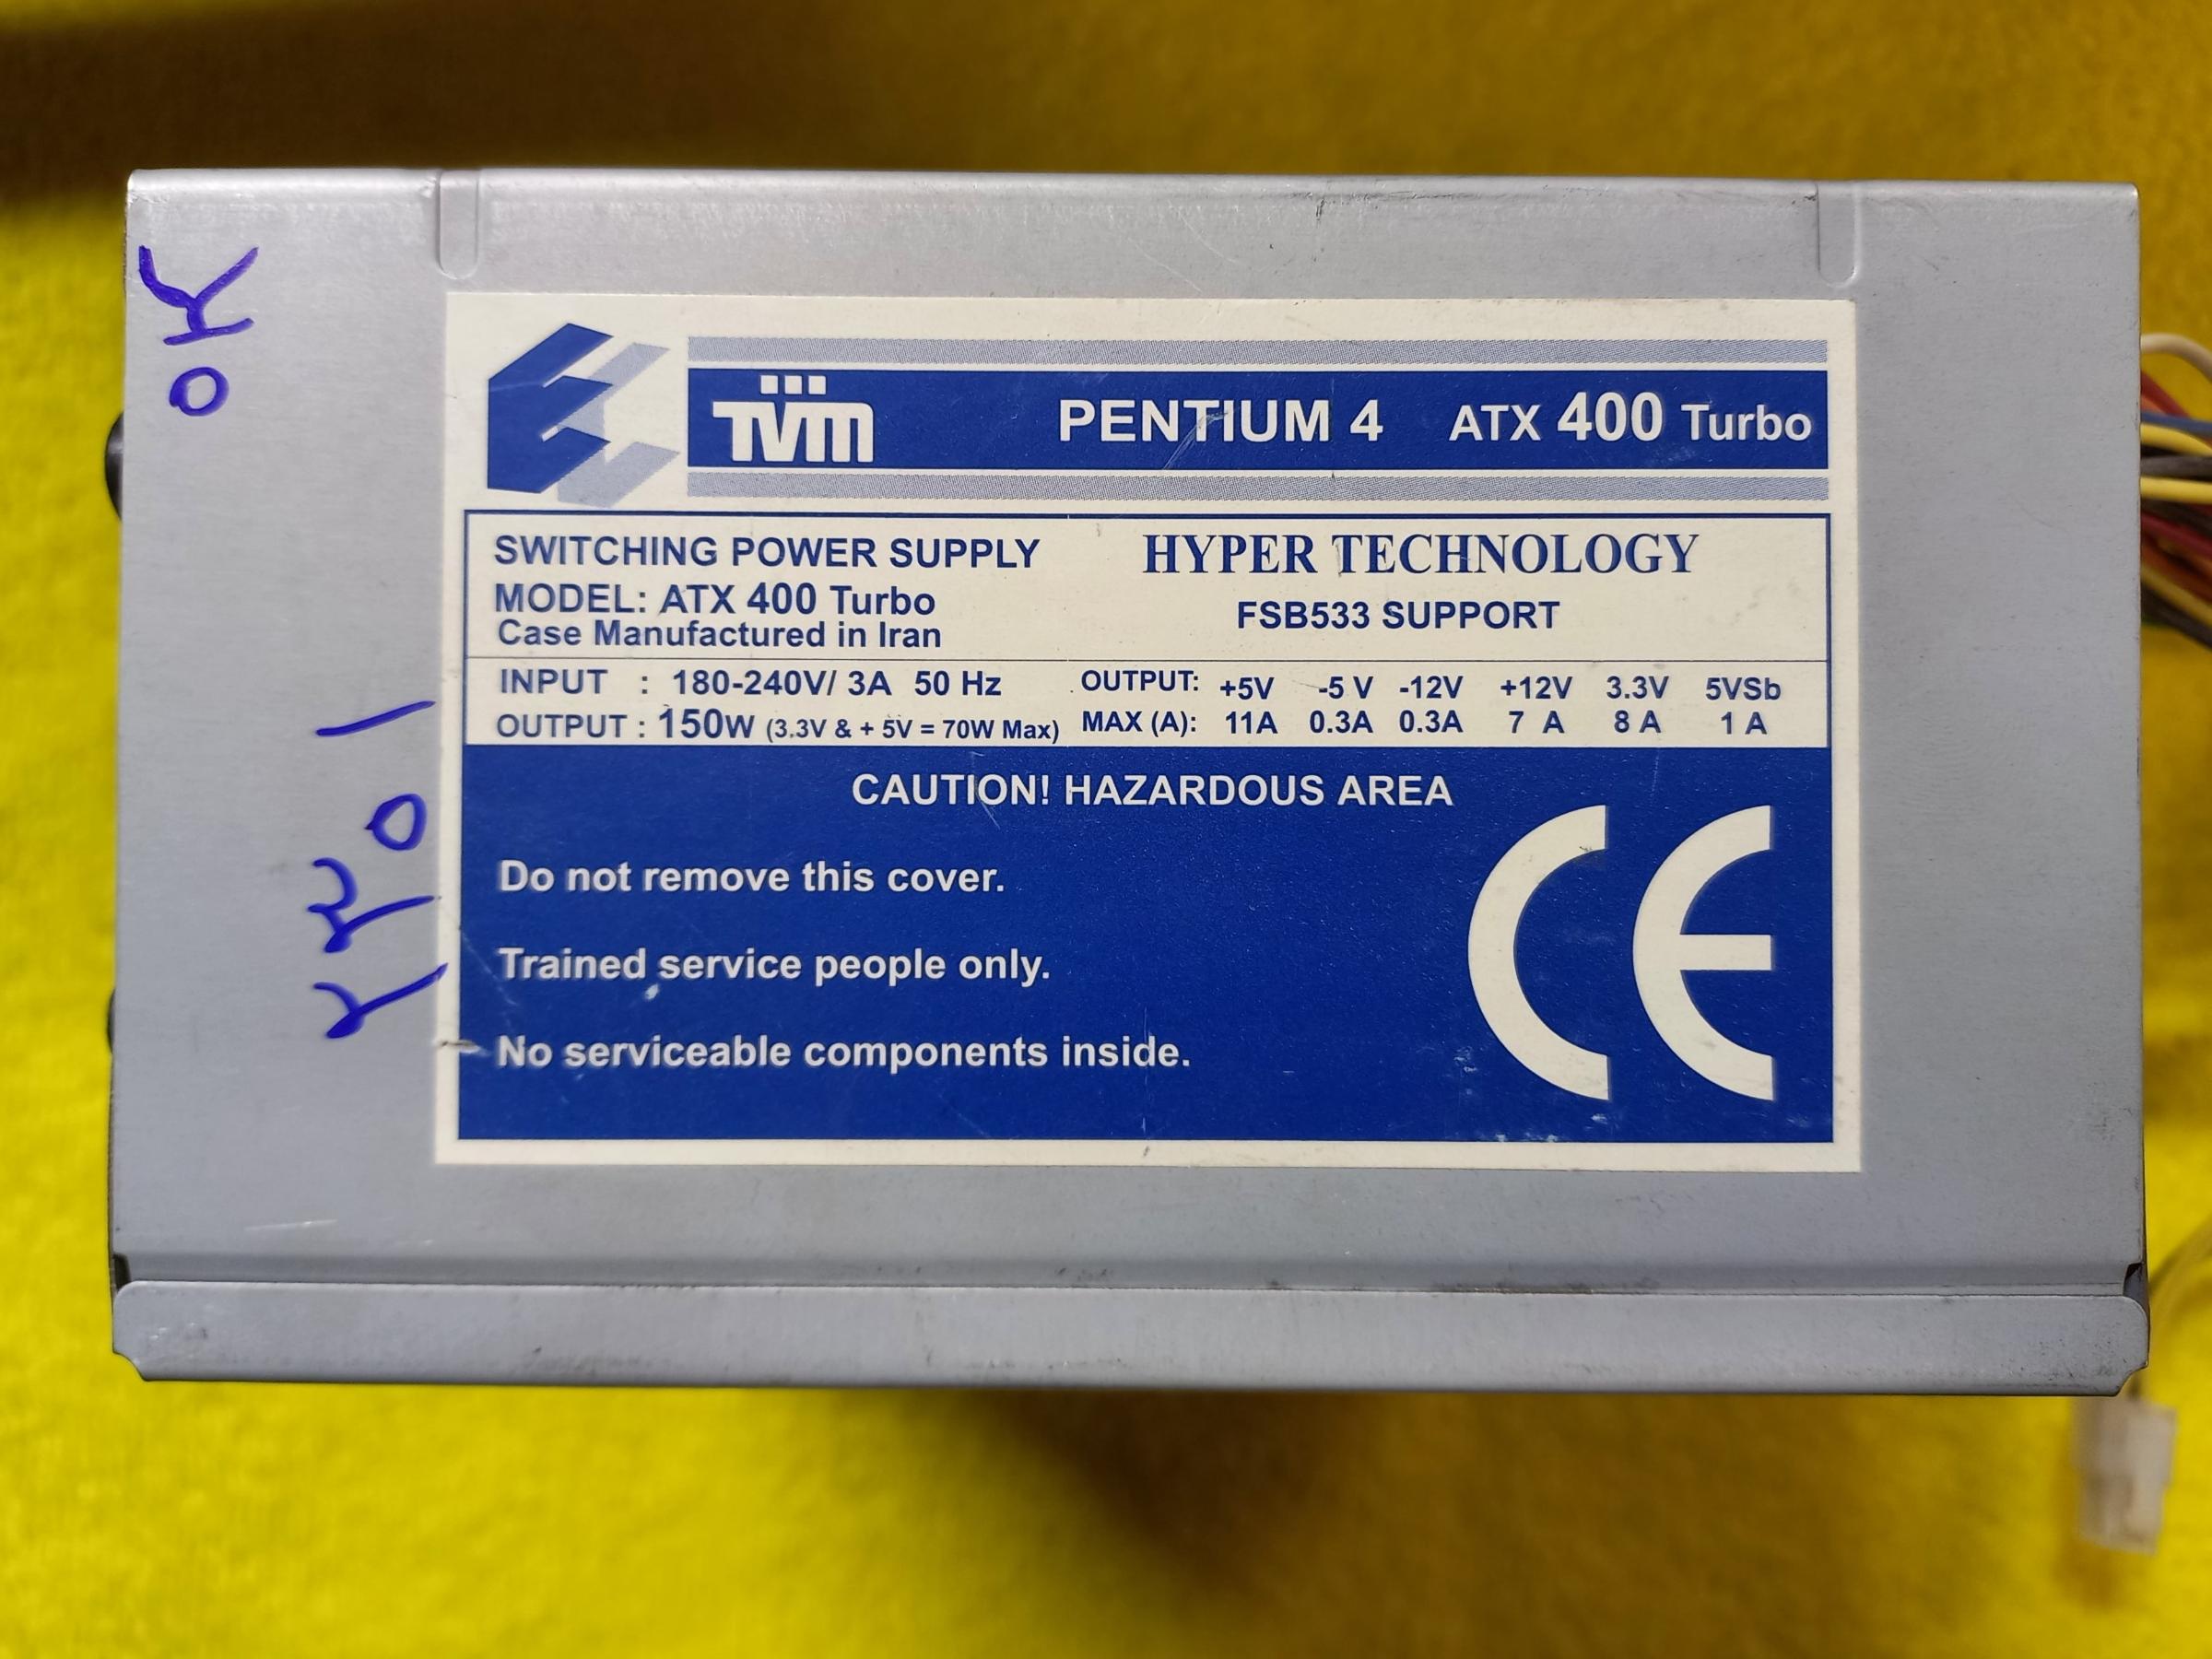 OK
TVM PENTIUM 4 ATX 400 Turbo
SWITCHING POWER SUPPLY
MODEL: ATX 400 Turbo
Case Manufactured in Iran
HYPER TECHNOLOGY
FSB533 SUPPORT
INPUT : 180-240V/ 3A 50 Hz
OUTPUT : 150W (3.3V & + 5V = 70W Max)
OUTPUT: +5V -5 V -12V +12V 3.3V 5VSb
MAX (A): 11A 0.3A 0.3A 7 A 8 A 1 A
CAUTION! HAZARDOUS AREA
Do not remove this cover.
Trained service people only.
No serviceable components inside.
CE